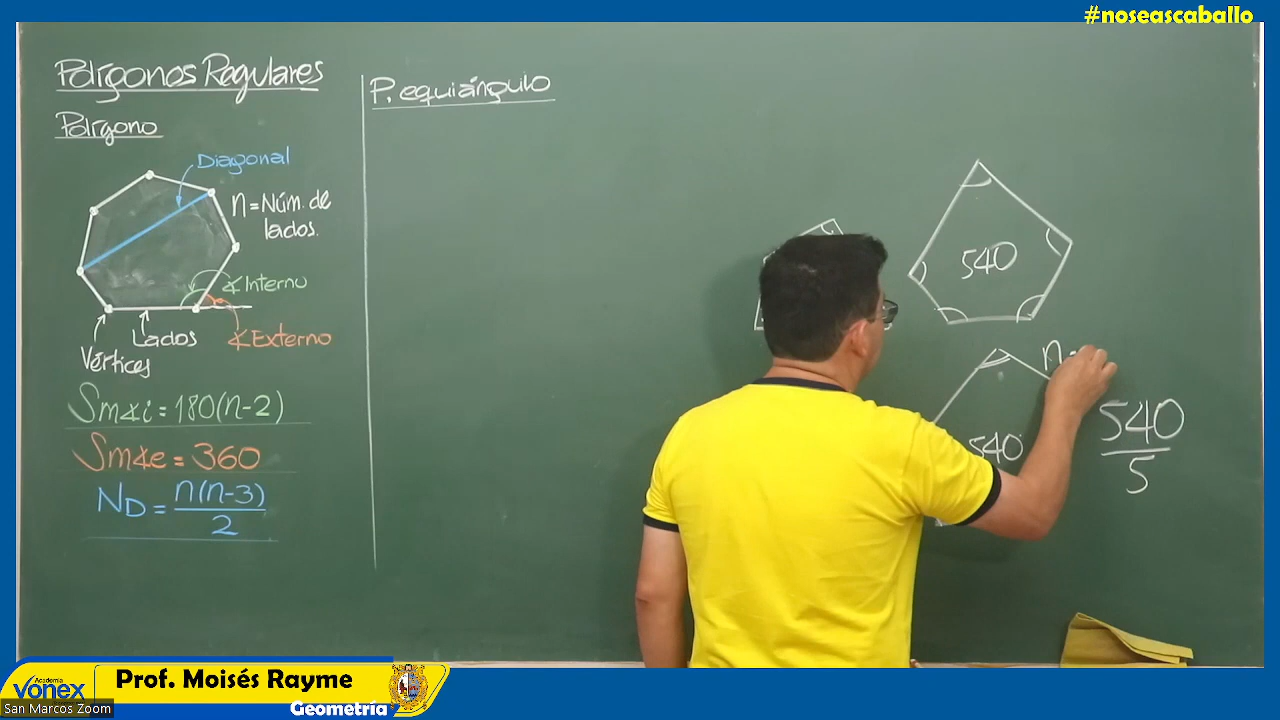 #noseascaballo
Polígonos Regulares
Polígono
Diagonal
n=Núm. de
lados.
∡Interno
Lados
∡Externo
Vértices
Sm∡i = 180(n-2)
Sm∡e = 360
N_D = n(n-3)/2
P. equiángulo
540
n
540
540/5
Academia
Vonex
San Marcos Zoom
Prof. Moisés Rayme
Geometría